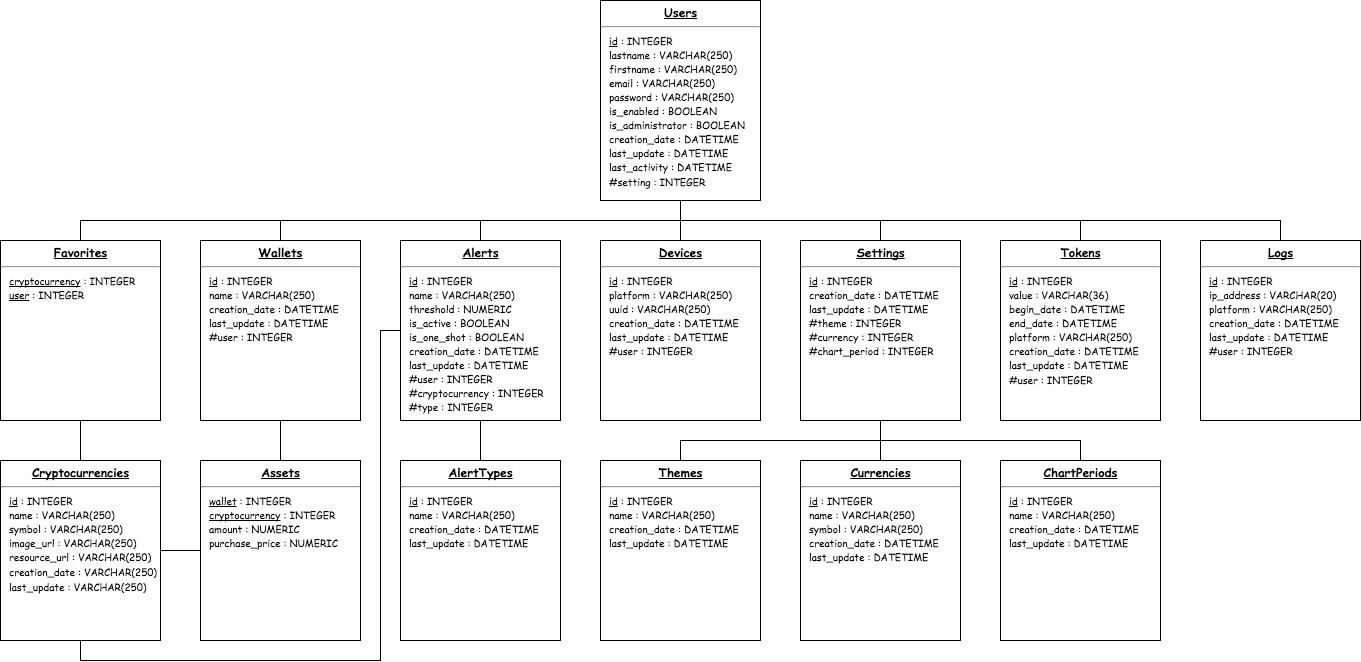 Users
id : INTEGER
lastname : VARCHAR(250)
firstname : VARCHAR(250)
email : VARCHAR(250)
password : VARCHAR(250)
is_enabled : BOOLEAN
is_administrator : BOOLEAN
creation_date : DATETIME
last_update : DATETIME
last_activity : DATETIME
#setting : INTEGER
Favorites
cryptocurrency : INTEGER
user : INTEGER
Wallets
id : INTEGER
name : VARCHAR(250)
creation_date : DATETIME
last_update : DATETIME
#user : INTEGER
Alerts
id : INTEGER
name : VARCHAR(250)
threshold : NUMERIC
is_active : BOOLEAN
is_one_shot : BOOLEAN
creation_date : DATETIME
last_update : DATETIME
#user : INTEGER
#cryptocurrency : INTEGER
#type : INTEGER
Devices
id : INTEGER
platform : VARCHAR(250)
uuid : VARCHAR(250)
creation_date : DATETIME
last_update : DATETIME
#user : INTEGER
Settings
id : INTEGER
creation_date : DATETIME
last_update : DATETIME
#theme : INTEGER
#currency : INTEGER
#chart_period : INTEGER
Tokens
id : INTEGER
value : VARCHAR(36)
begin_date : DATETIME
end_date : DATETIME
platform : VARCHAR(250)
creation_date : DATETIME
last_update : DATETIME
#user : INTEGER
Logs
id : INTEGER
ip_address : VARCHAR(20)
platform : VARCHAR(250)
creation_date : DATETIME
last_update : DATETIME
#user : INTEGER
Cryptocurrencies
id : INTEGER
name : VARCHAR(250)
symbol : VARCHAR(250)
image_url : VARCHAR(250)
resource_url : VARCHAR(250)
creation_date : VARCHAR(250)
last_update : VARCHAR(250)
Assets
wallet : INTEGER
cryptocurrency : INTEGER
amount : NUMERIC
purchase_price : NUMERIC
AlertTypes
id : INTEGER
name : VARCHAR(250)
creation_date : DATETIME
last_update : DATETIME
Themes
id : INTEGER
name : VARCHAR(250)
creation_date : DATETIME
last_update : DATETIME
Currencies
id : INTEGER
name : VARCHAR(250)
symbol : VARCHAR(250)
creation_date : DATETIME
last_update : DATETIME
ChartPeriods
id : INTEGER
name : VARCHAR(250)
creation_date : DATETIME
last_update : DATETIME